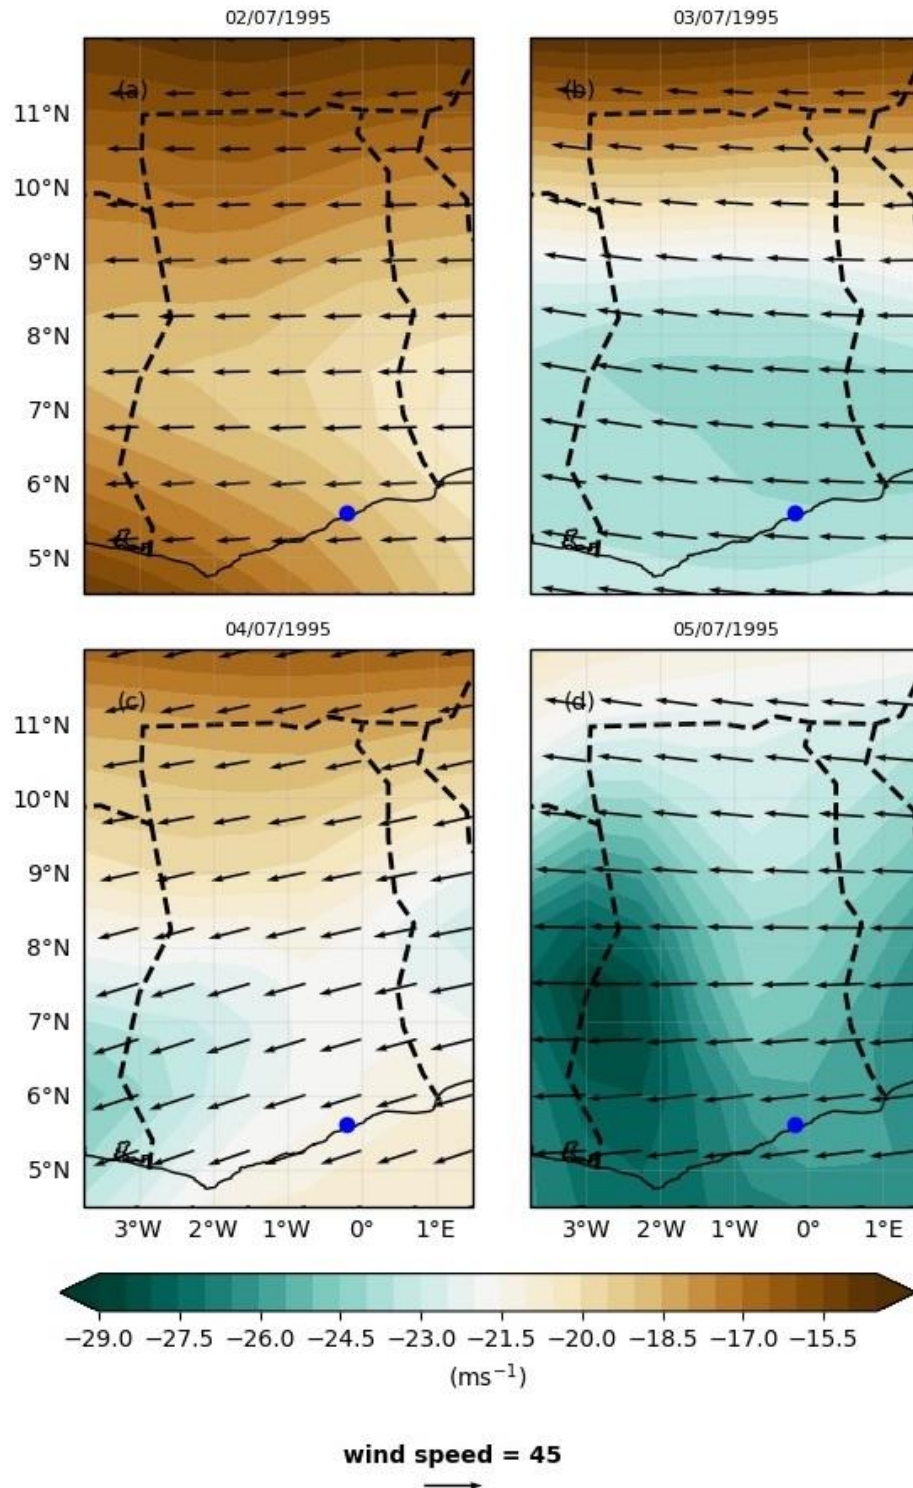 02/07/1995 03/07/1995
(a) (b)
11°N
10°N
9°N
8°N
7°N
6°N
5°N
04/07/1995 05/07/1995
(c) (d)
11°N
10°N
9°N
8°N
7°N
6°N
5°N
3°W 2°W 1°W 0° 1°E 3°W 2°W 1°W 0° 1°E
−29.0 −27.5 −26.0 −24.5 −23.0 −21.5 −20.0 −18.5 −17.0 −15.5
(ms⁻¹)
wind speed = 45